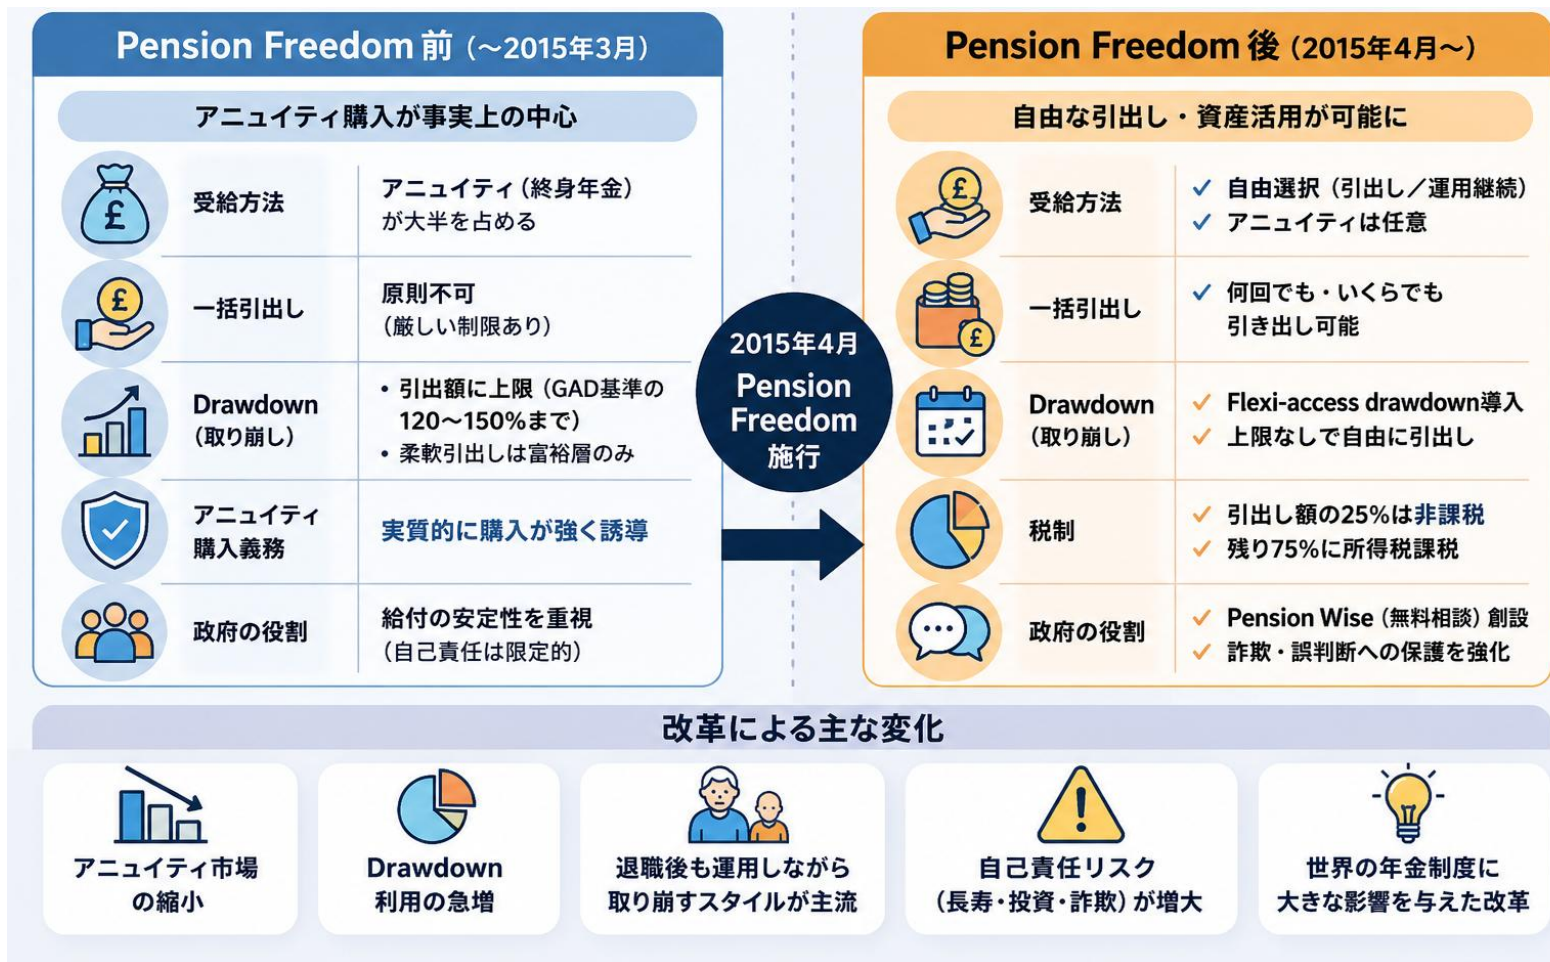 Pension Freedom 前（～2015年3月）
アニュイティ購入が事実上の中心
受給方法
アニュイティ（終身年金）
が大半を占める
一括引出し
原則不可
（厳しい制限あり）
Drawdown
（取り崩し）
• 引出額に上限（GAD基準の
120～150%まで）
• 柔軟引出しは富裕層のみ
アニュイティ
購入義務
実質的に購入が強く誘導
政府の役割
給付の安定性を重視
（自己責任は限定的）
2015年4月
Pension
Freedom
施行
Pension Freedom 後（2015年4月～）
自由な引出し・資産活用が可能に
受給方法
✓ 自由選択（引出し／運用継続）
✓ アニュイティは任意
一括引出し
✓ 何回でも・いくらでも
引き出し可能
Drawdown
（取り崩し）
✓ Flexi-access drawdown導入
✓ 上限なしで自由に引出し
税制
✓ 引出し額の25%は非課税
✓ 残り75%に所得税課税
政府の役割
✓ Pension Wise（無料相談）創設
✓ 詐欺・誤判断への保護を強化
改革による主な変化
アニュイティ市場
の縮小
Drawdown
利用の急増
退職後も運用しながら
取り崩すスタイルが主流
自己責任リスク
（長寿・投資・詐欺）が増大
世界の年金制度に
大きな影響を与えた改革